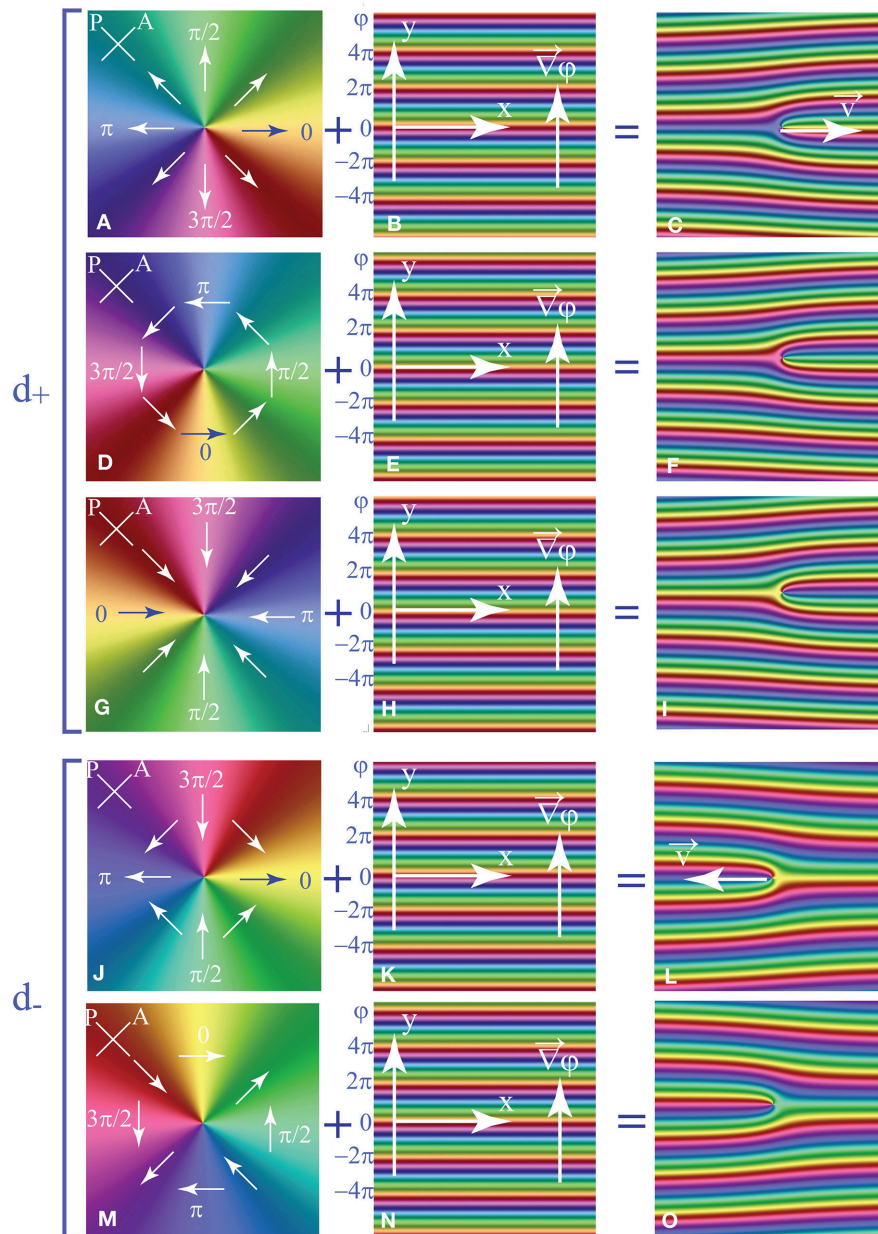 d+
P A π/2 π 0 3π/2 A
+
φ 4π 2π 0 −2π −4π y x ∇φ B
=
v C
P A π 3π/2 π/2 0 D
+
φ 4π 2π 0 −2π −4π y x ∇φ E
=
F
P A 3π/2 0 π π/2 G
+
φ 4π 2π 0 −2π −4π y x ∇φ H
=
I
d-
P A 3π/2 π 0 π/2 J
+
φ 4π 2π 0 −2π −4π y x ∇φ K
=
v L
P A 0 3π/2 π/2 π M
+
φ 4π 2π 0 −2π −4π y x ∇φ N
=
O